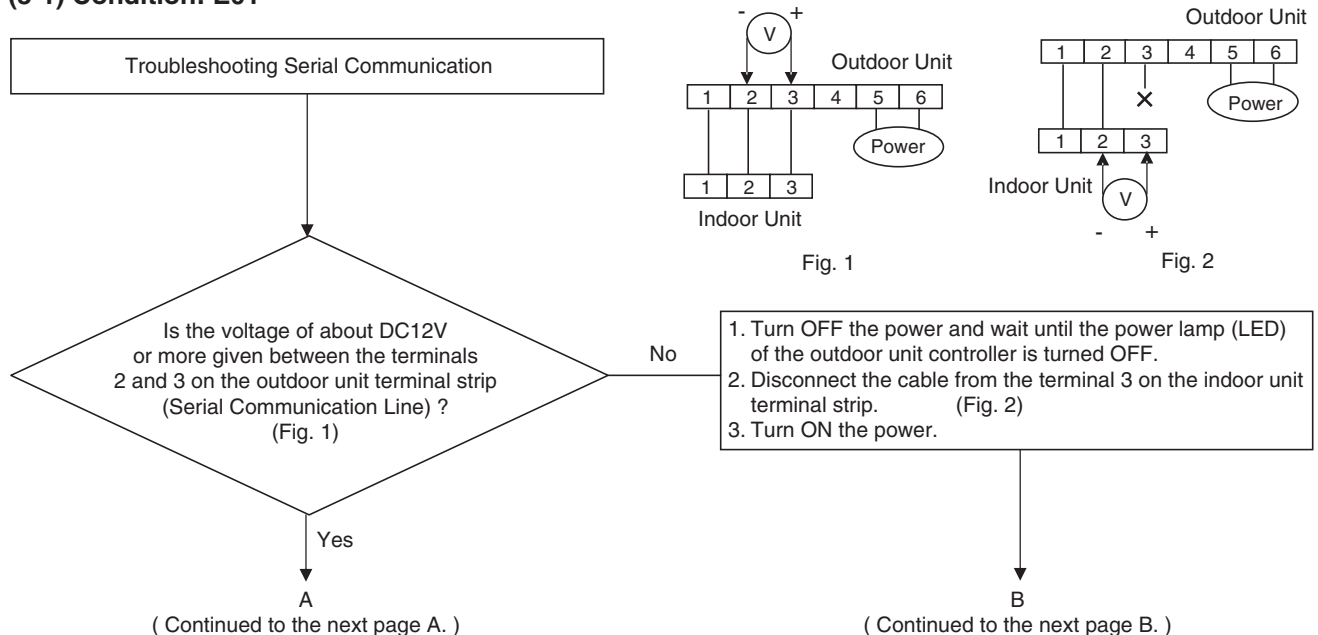 Troubleshooting Serial Communication
- +
V
Outdoor Unit
1 2 3 4 5 6
Power
1 2 3
Indoor Unit
Fig. 1
Outdoor Unit
1 2 3 4 5 6
×
Power
1 2 3
Indoor Unit
V
- +
Fig. 2
Is the voltage of about DC12V
or more given between the terminals
2 and 3 on the outdoor unit terminal strip
(Serial Communication Line) ?
(Fig. 1)
No
1. Turn OFF the power and wait until the power lamp (LED)
of the outdoor unit controller is turned OFF.
2. Disconnect the cable from the terminal 3 on the indoor unit
terminal strip. (Fig. 2)
3. Turn ON the power.
Yes
A
( Continued to the next page A. )
B
( Continued to the next page B. )